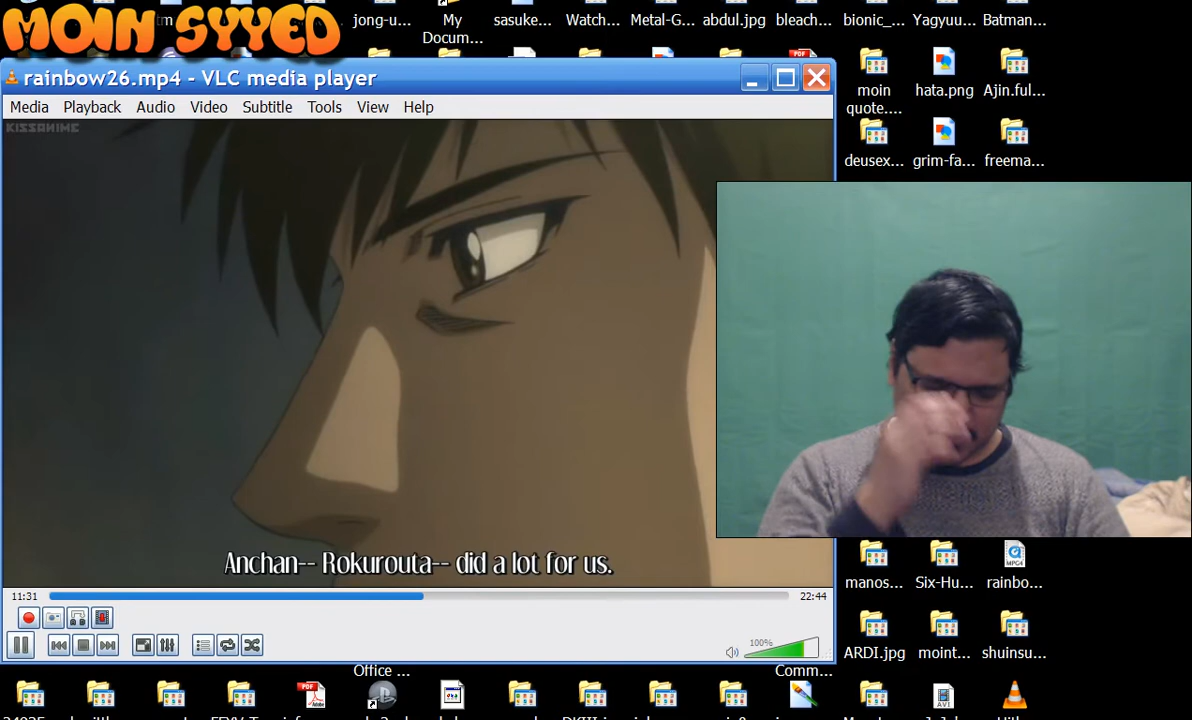 jong-u... My Docum... sasuke... Watch... Metal-G... abdul.jpg bleach... bionic_... Yagyuu... Batman...
MOIN SYYED
rainbow26.mp4 - VLC media player
Media Playback Audio Video Subtitle Tools View Help
KISSANIME
moin quote.... hata.png Ajin.ful...
deusex... grim-fa... freema...
Anchan-- Rokurouta-- did a lot for us.
11:31 22:44
100%
manos... Six-Hu... rainbo...
MPG4
ARDI.jpg moint... shuinsu...
Office ... Comm...
PDF
AVI